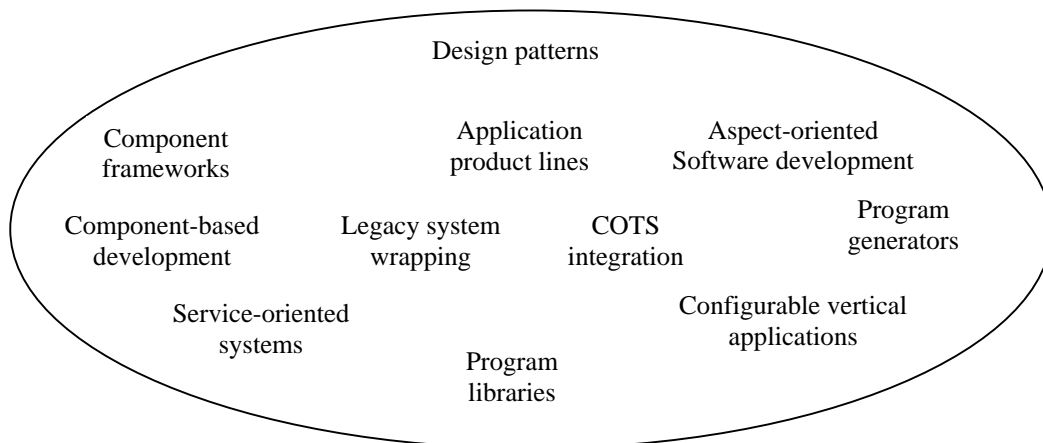 Design patterns
Component
frameworks
Application
product lines
Aspect-oriented
Software development
Component-based
development
Legacy system
wrapping
COTS
integration
Program
generators
Service-oriented
systems
Configurable vertical
applications
Program
libraries